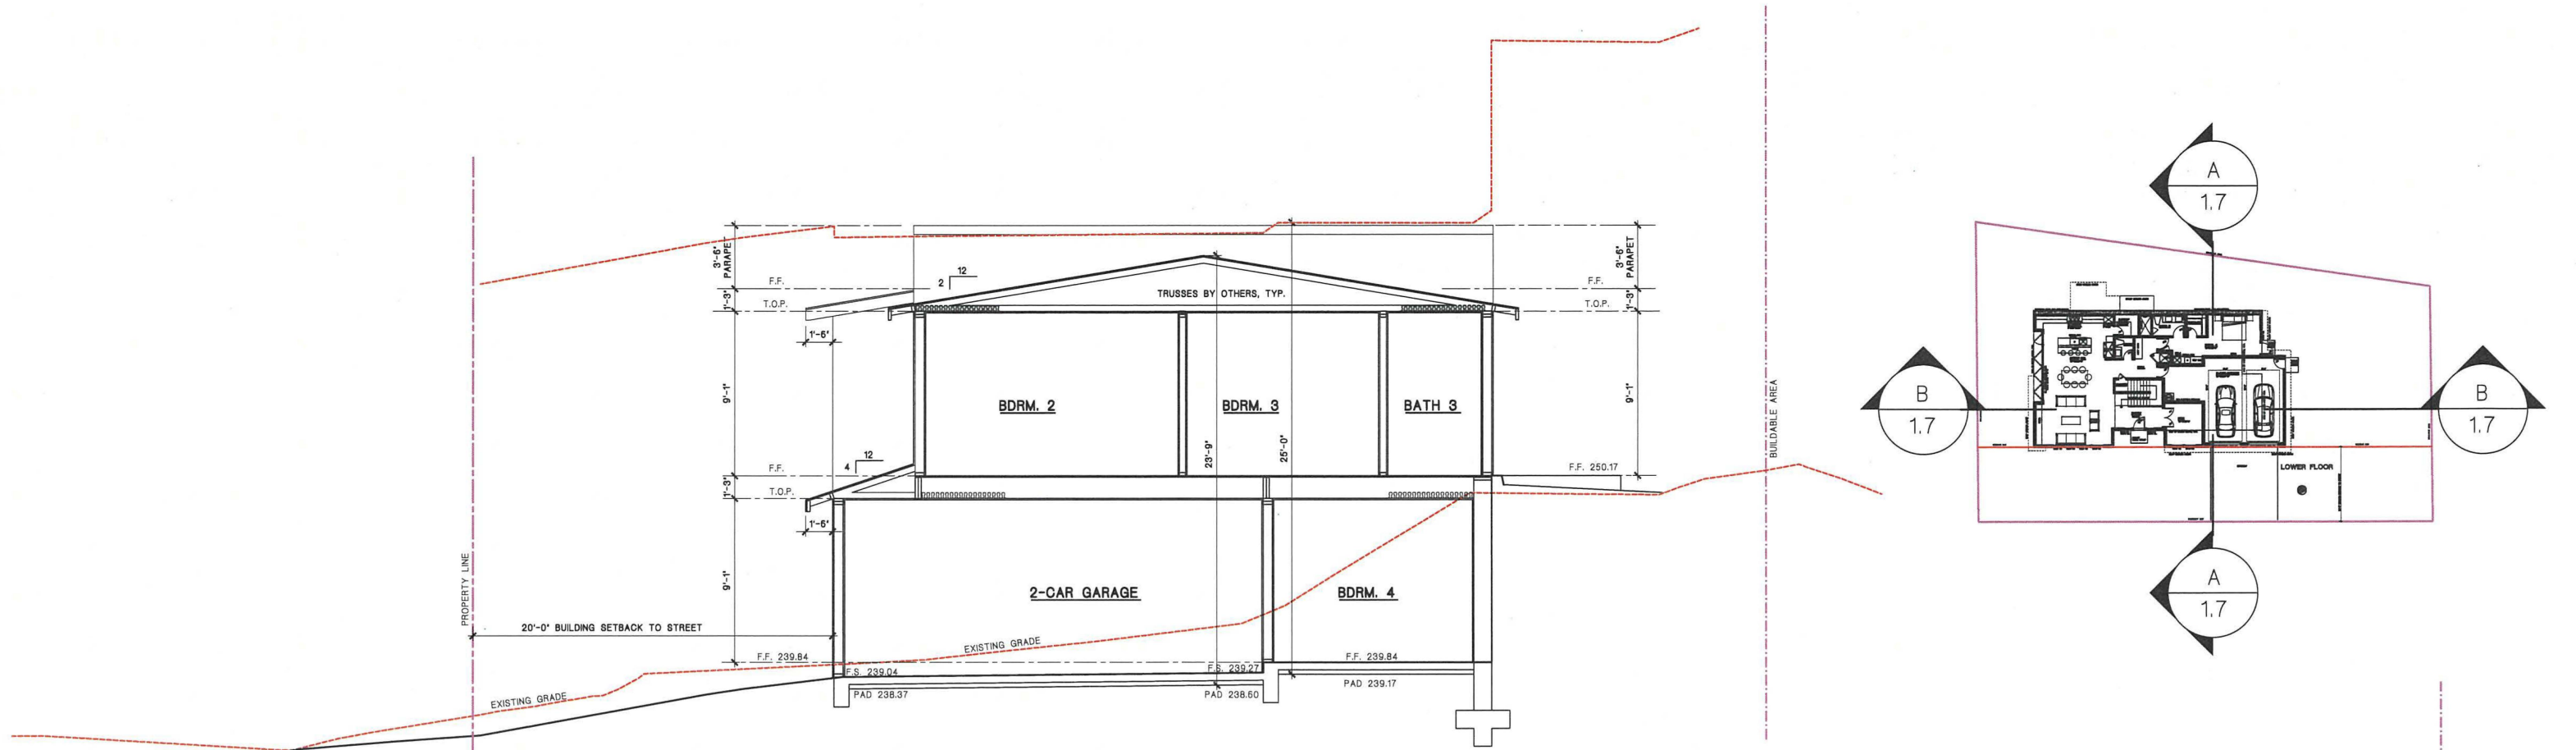 3'-6"
PARAPET
F.F.
1'-3"
T.O.P.
1'-6"
9'-1"
12
2
TRUSSES BY OTHERS, TYP.
3'-6"
PARAPET
F.F.
1'-3"
T.O.P.
9'-1"
BDRM. 2
BDRM. 3
BATH 3
23'-9"
25'-0"
12
4
F.F.
1'-3"
T.O.P.
1'-6"
9'-1"
F.F. 250.17
BUILDABLE AREA
PROPERTY LINE
20'-0" BUILDING SETBACK TO STREET
2-CAR GARAGE
BDRM. 4
EXISTING GRADE
F.F. 239.84
F.S. 239.04
F.S. 239.27
F.F. 239.84
PAD 238.37
PAD 238.60
PAD 239.17
EXISTING GRADE
A
1.7
B
1.7
B
1.7
LOWER FLOOR
A
1.7